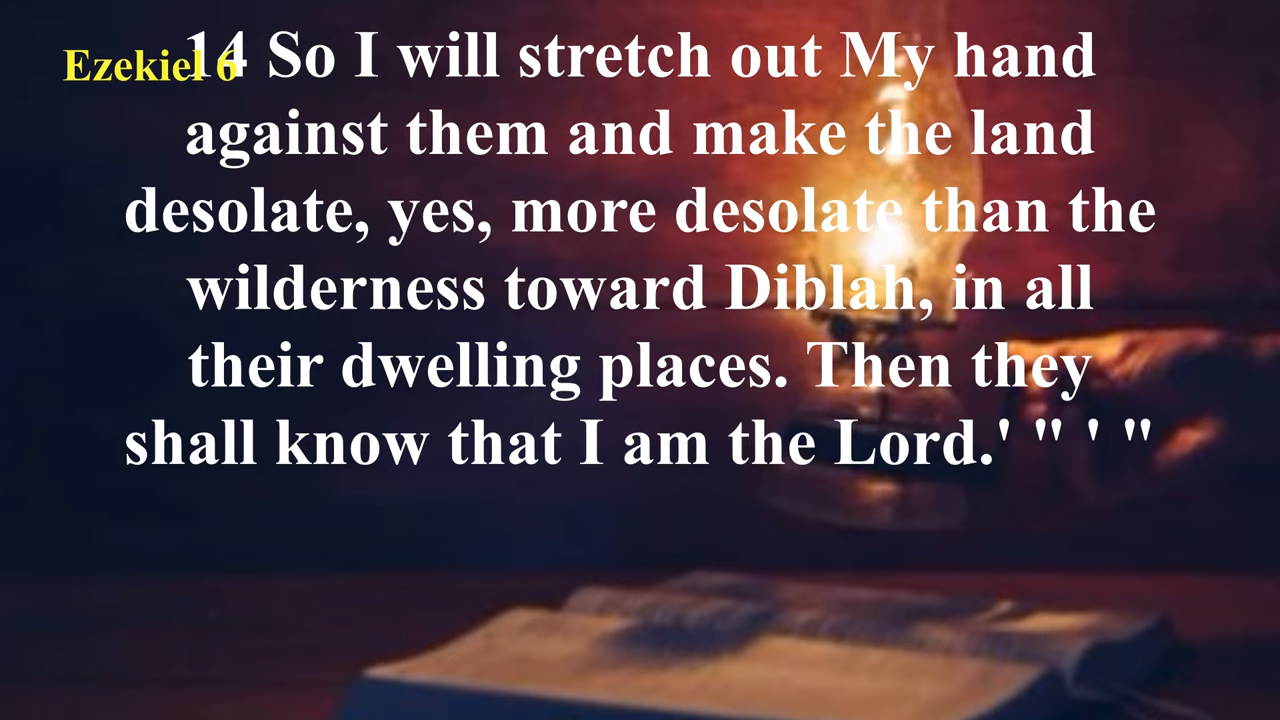 Ezekiel 6
14 So I will stretch out My hand
against them and make the land
desolate, yes, more desolate than the
wilderness toward Diblah, in all
their dwelling places. Then they
shall know that I am the Lord.' " ' "